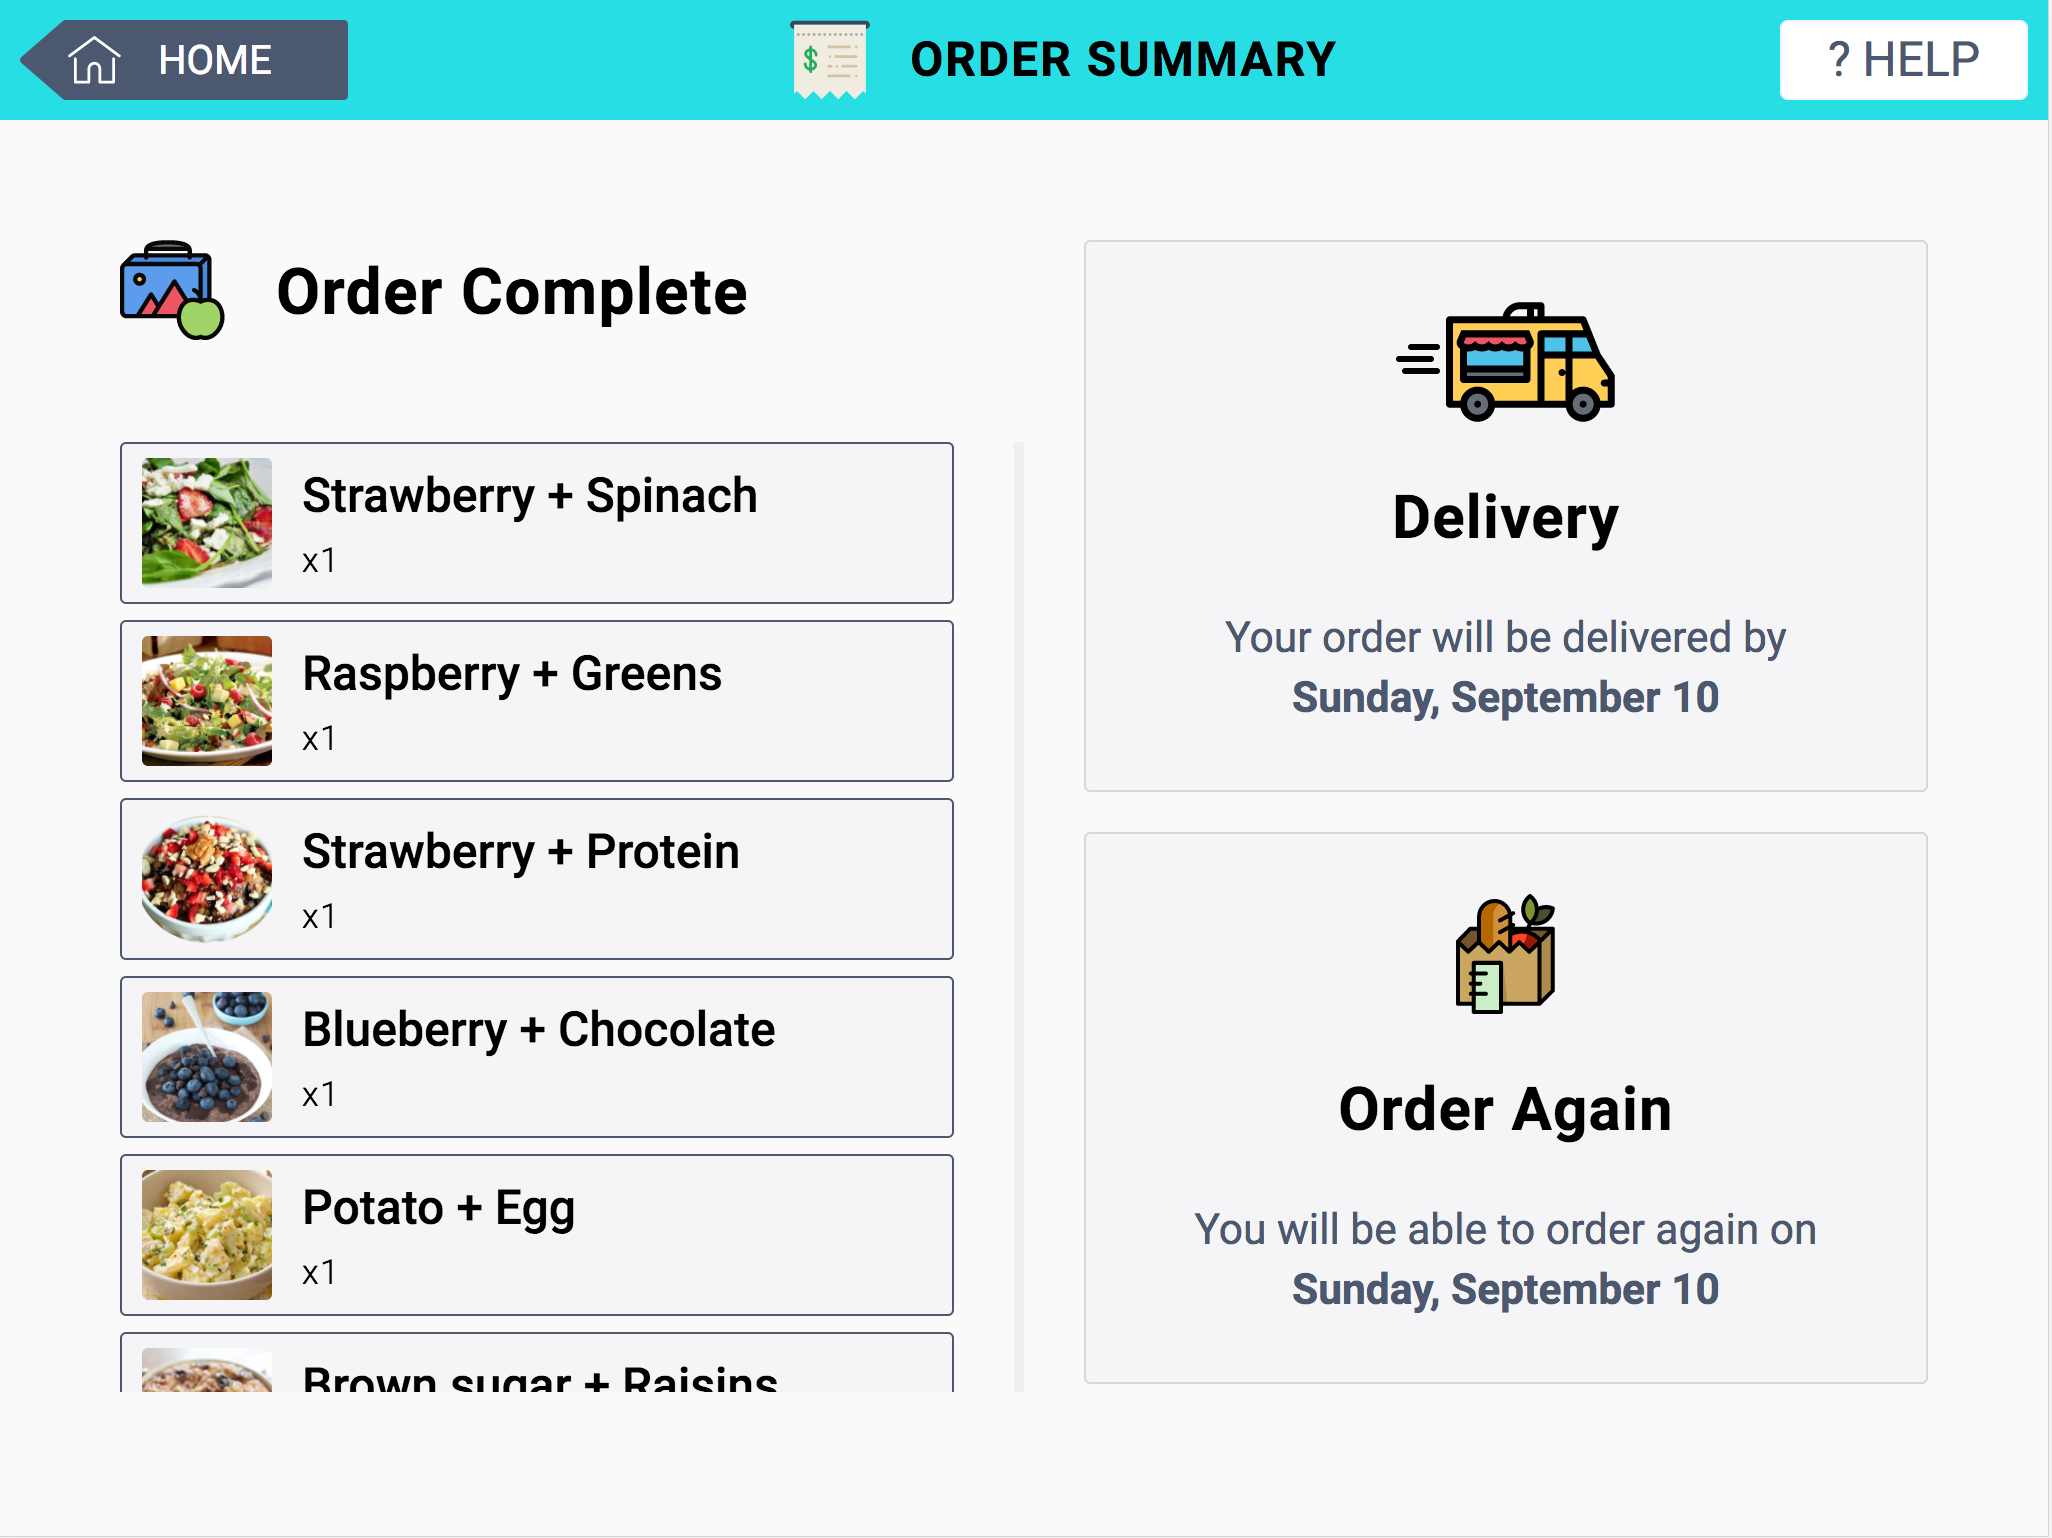 HOME
$
ORDER SUMMARY
? HELP
Order Complete
Strawberry + Spinach
x1
Raspberry + Greens
x1
Strawberry + Protein
x1
Blueberry + Chocolate
x1
Potato + Egg
x1
Brown sugar + Raisins
Delivery
Your order will be delivered by
Sunday, September 10
Order Again
You will be able to order again on
Sunday, September 10